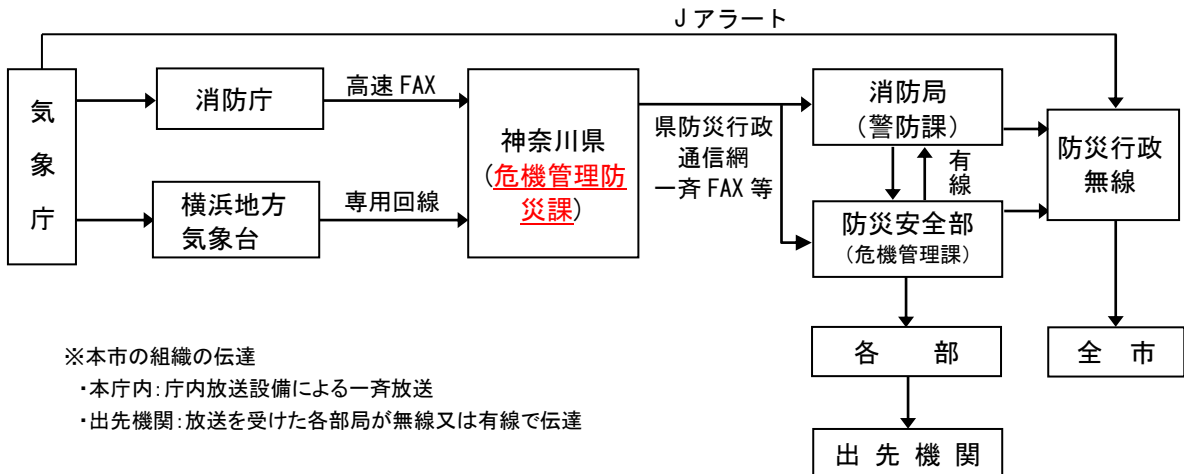 Jアラート
気象庁
消防庁
高速 FAX
横浜地方
気象台
専用回線
神奈川県
(危機管理防
災課)
県防災行政
通信網
一斉 FAX 等
消防局
(警防課)
有線
防災安全部
(危機管理課)
防災行政
無線
各 部
全 市
出 先 機 関
※本市の組織の伝達
・本庁内:庁内放送設備による一斉放送
・出先機関:放送を受けた各部局が無線又は有線で伝達